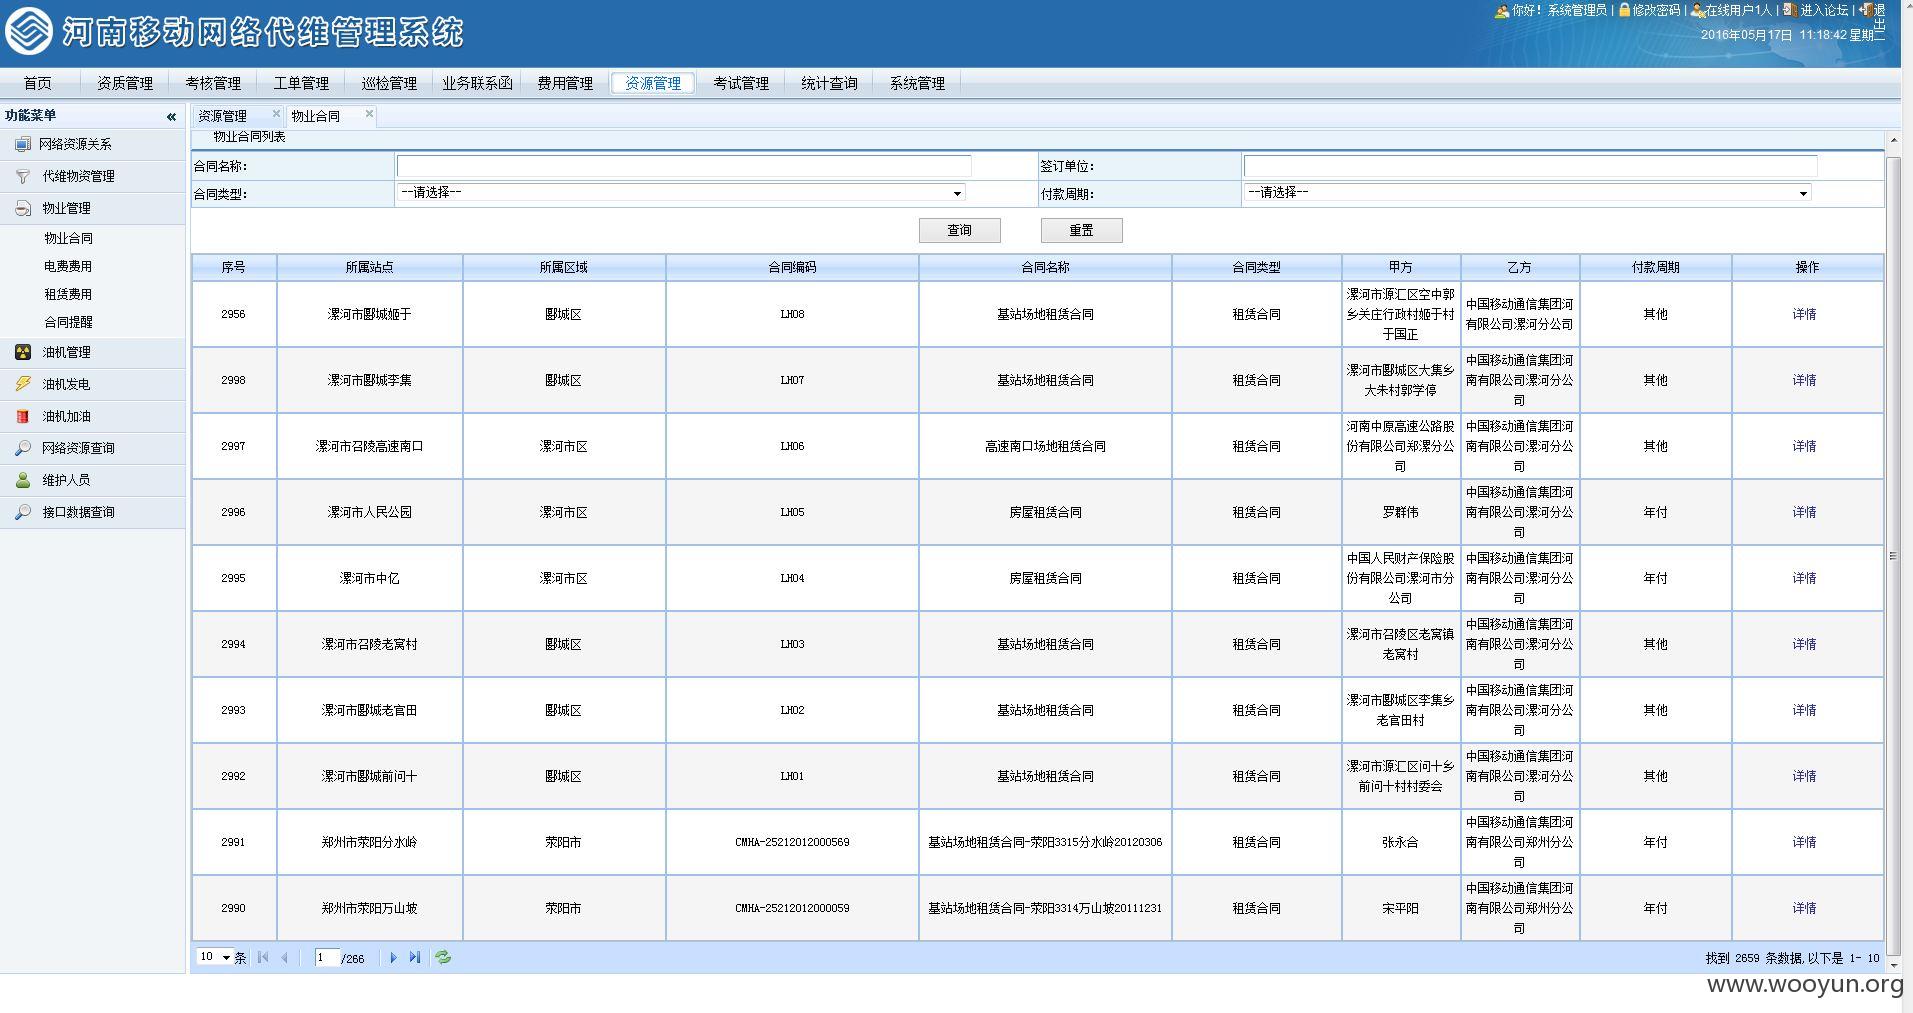 河南移动网络代维管理系统
你好！系统管理员 | 修改密码 | 在线用户1人 | 进入论坛 | 退出
2016年05月17日 11:18:42 星期二
首页 资质管理 考核管理 工单管理 巡检管理 业务联系函 费用管理 资源管理 考试管理 统计查询 系统管理
功能菜单 «
网络资源关系
代维物资管理
物业管理
物业合同
电费费用
租赁费用
合同提醒
油机管理
油机发电
油机加油
网络资源查询
维护人员
接口数据查询
资源管理 物业合同
物业合同列表
合同名称: 签订单位:
合同类型: --请选择-- 付款周期: --请选择--
查询 重置
序号 所属站点 所属区域 合同编码 合同名称 合同类型 甲方 乙方 付款周期 操作
2956 漯河市郾城姬于 郾城区 LH08 基站场地租赁合同 租赁合同 漯河市源汇区空中郭乡关庄行政村姬于村于国正 中国移动通信集团河有限公司漯河分公司 其他 详情
2998 漯河市郾城李集 郾城区 LH07 基站场地租赁合同 租赁合同 漯河市郾城区大集乡大朱村郭学停 中国移动通信集团河南有限公司漯河分公司 其他 详情
2997 漯河市召陵高速南口 漯河市区 LH06 高速南口场地租赁合同 租赁合同 河南中原高速公路股份有限公司郑漯分公司 中国移动通信集团河南有限公司漯河分公司 其他 详情
2996 漯河市人民公园 漯河市区 LH05 房屋租赁合同 租赁合同 罗群伟 中国移动通信集团河南有限公司漯河分公司 年付 详情
2995 漯河市中亿 漯河市区 LH04 房屋租赁合同 租赁合同 中国人民财产保险股份有限公司漯河市分公司 中国移动通信集团河南有限公司漯河分公司 年付 详情
2994 漯河市召陵老窝村 郾城区 LH03 基站场地租赁合同 租赁合同 漯河市召陵区老窝镇老窝村 中国移动通信集团河南有限公司漯河分公司 其他 详情
2993 漯河市郾城老官田 郾城区 LH02 基站场地租赁合同 租赁合同 漯河市郾城区李集乡老官田村 中国移动通信集团河南有限公司漯河分公司 其他 详情
2992 漯河市郾城前问十 郾城区 LH01 基站场地租赁合同 租赁合同 漯河市源汇区问十乡前问十村村委会 中国移动通信集团河南有限公司漯河分公司 其他 详情
2991 郑州市荥阳分水岭 荥阳市 CMHA-25212012000569 基站场地租赁合同-荥阳3315分水岭20120306 租赁合同 张永合 中国移动通信集团河南有限公司郑州分公司 年付 详情
2990 郑州市荥阳万山坡 荥阳市 CMHA-25212012000059 基站场地租赁合同-荥阳3314万山坡20111231 租赁合同 宋平阳 中国移动通信集团河南有限公司郑州分公司 年付 详情
10 条 1 /266 找到 2659 条数据,以下是 1- 10
www.wooyun.org